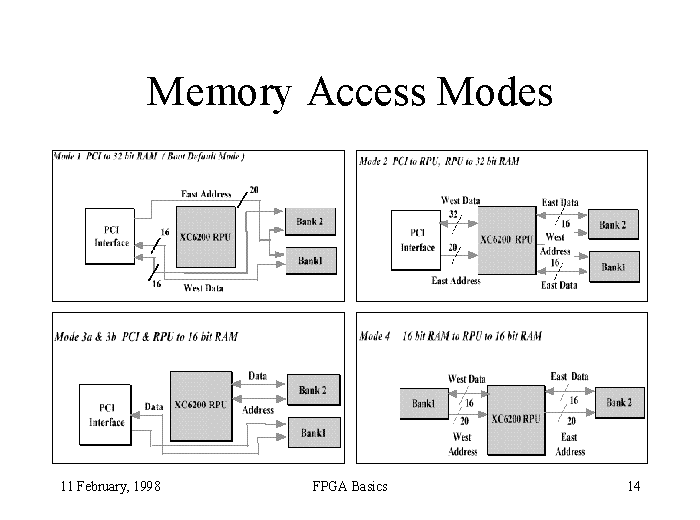 Memory Access Modes
Mode 1 PCI to 32 bit RAM ( Boot Default Mode )
East Address
20
PCI
Interface
16
XC6200 RPU
Bank 2
Bank1
16
West Data
Mode 2 PCI to RPU, RPU to 32 bit RAM
West Data
32
East Data
16
PCI
Interface
XC6200 RPU
Bank 2
West
Address
20
16
Bank1
East Address
East Data
Mode 3a & 3b PCI & RPU to 16 bit RAM
Data
XC6200 RPU
Bank 2
PCI
Interface
Data
Address
Bank1
Mode 4 16 bit RAM to RPU to 16 bit RAM
West Data
East Data
Bank1
16
XC6200 RPU
16
Bank 2
20
20
West
Address
East
Address
11 February, 1998
FPGA Basics
14